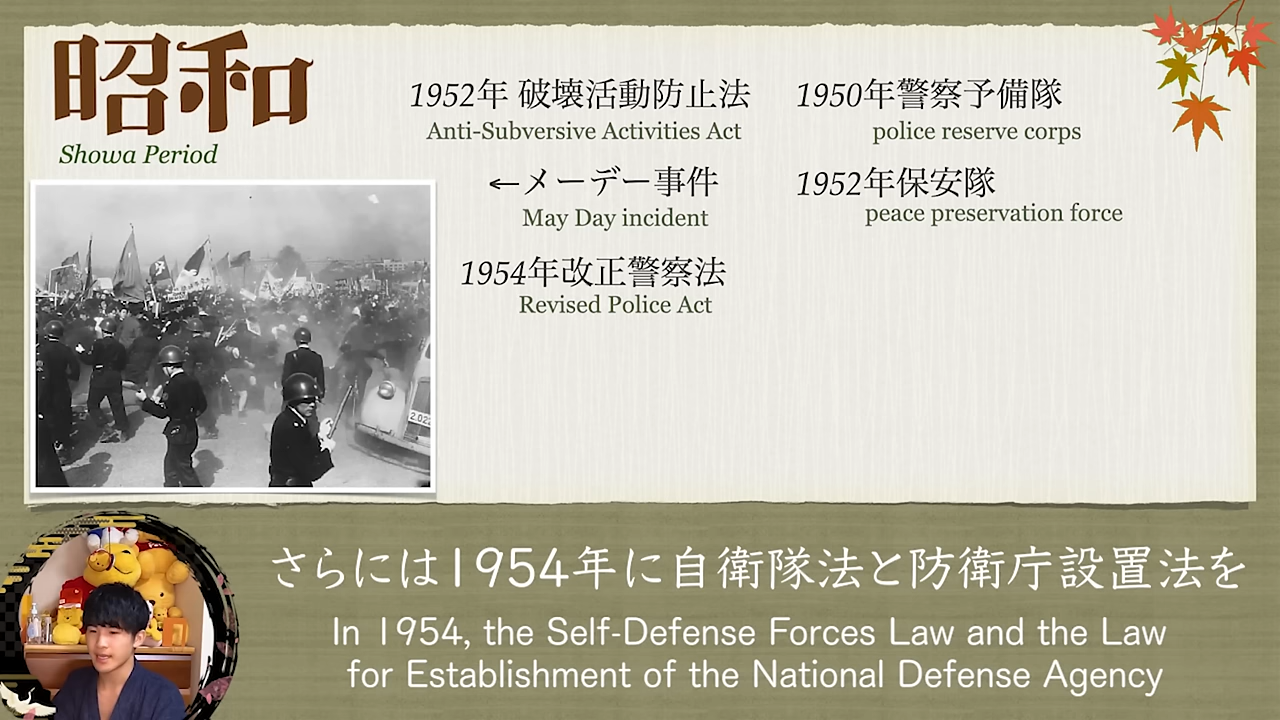 昭和
Showa Period
1952年 破壊活動防止法
Anti-Subversive Activities Act
←メーデー事件
May Day incident
1954年改正警察法
Revised Police Act
1950年警察予備隊
police reserve corps
1952年保安隊
peace preservation force
さらには1954年に自衛隊法と防衛庁設置法を
In 1954, the Self-Defense Forces Law and the Law
for Establishment of the National Defense Agency